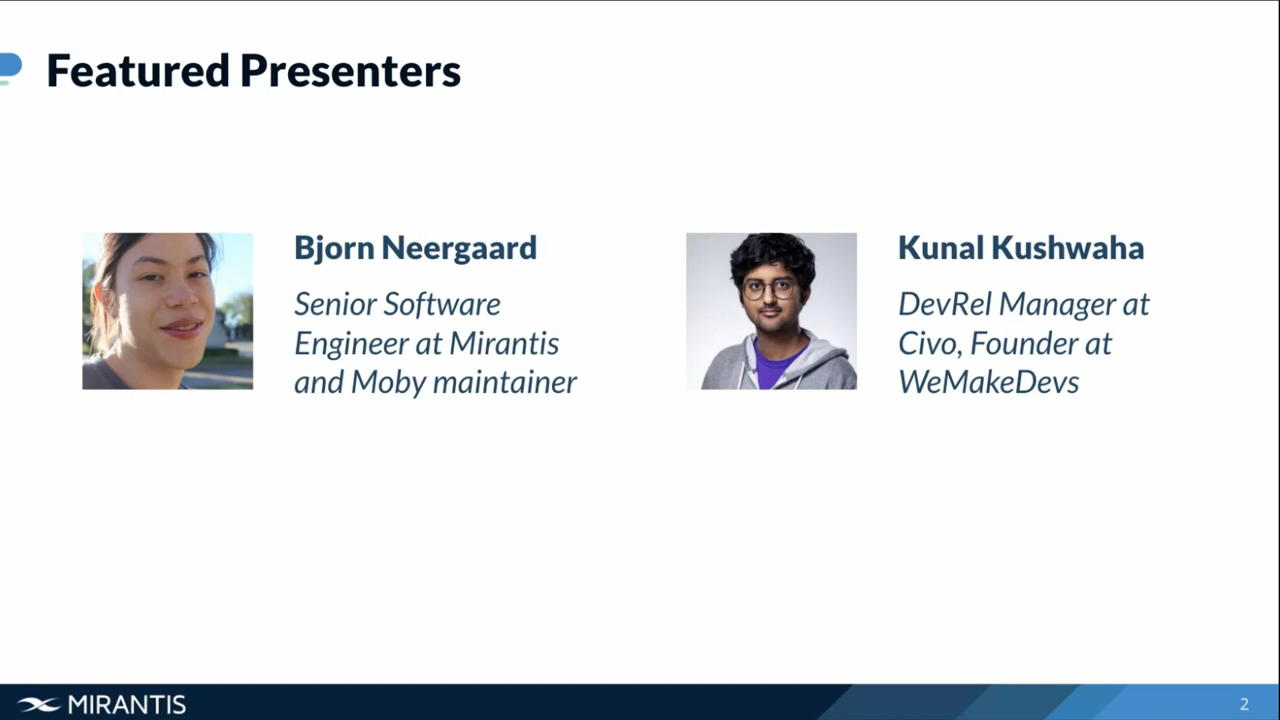 Featured Presenters
Bjorn Neergaard
Senior Software
Engineer at Mirantis
and Moby maintainer
Kunal Kushwaha
DevRel Manager at
Civo, Founder at
WeMakeDevs
MIRANTIS
2